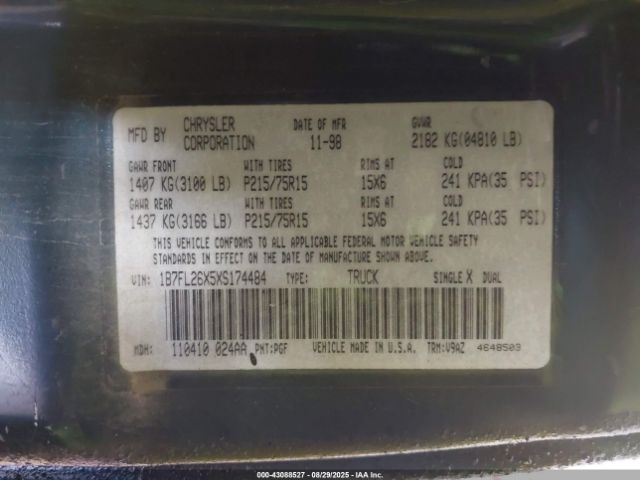 MFD BY CHRYSLER CORPORATION DATE OF MFR 11-98 GVWR 2182 KG(04810 LB)
GAWR FRONT WITH TIRES RIMS AT COLD
1407 KG(3100 LB) P215/75R15 15X6 241 KPA(35 PSI)
GAWR REAR WITH TIRES RIMS AT COLD
1437 KG(3166 LB) P215/75R15 15X6 241 KPA(35 PSI)
THIS VEHICLE CONFORMS TO ALL APPLICABLE FEDERAL MOTOR VEHICLE SAFETY
STANDARDS IN EFFECT ON THE DATE OF MANUFACTURE SHOWN ABOVE.
VIN: 1B7FL26X5XS174484 TYPE: TRUCK SINGLE X DUAL
MDH: 110410 024AA PNT:PGF VEHICLE MADE IN U.S.A. TRM:V9AZ 4648503
000-43088527 - 08/29/2025 - IAA Inc.